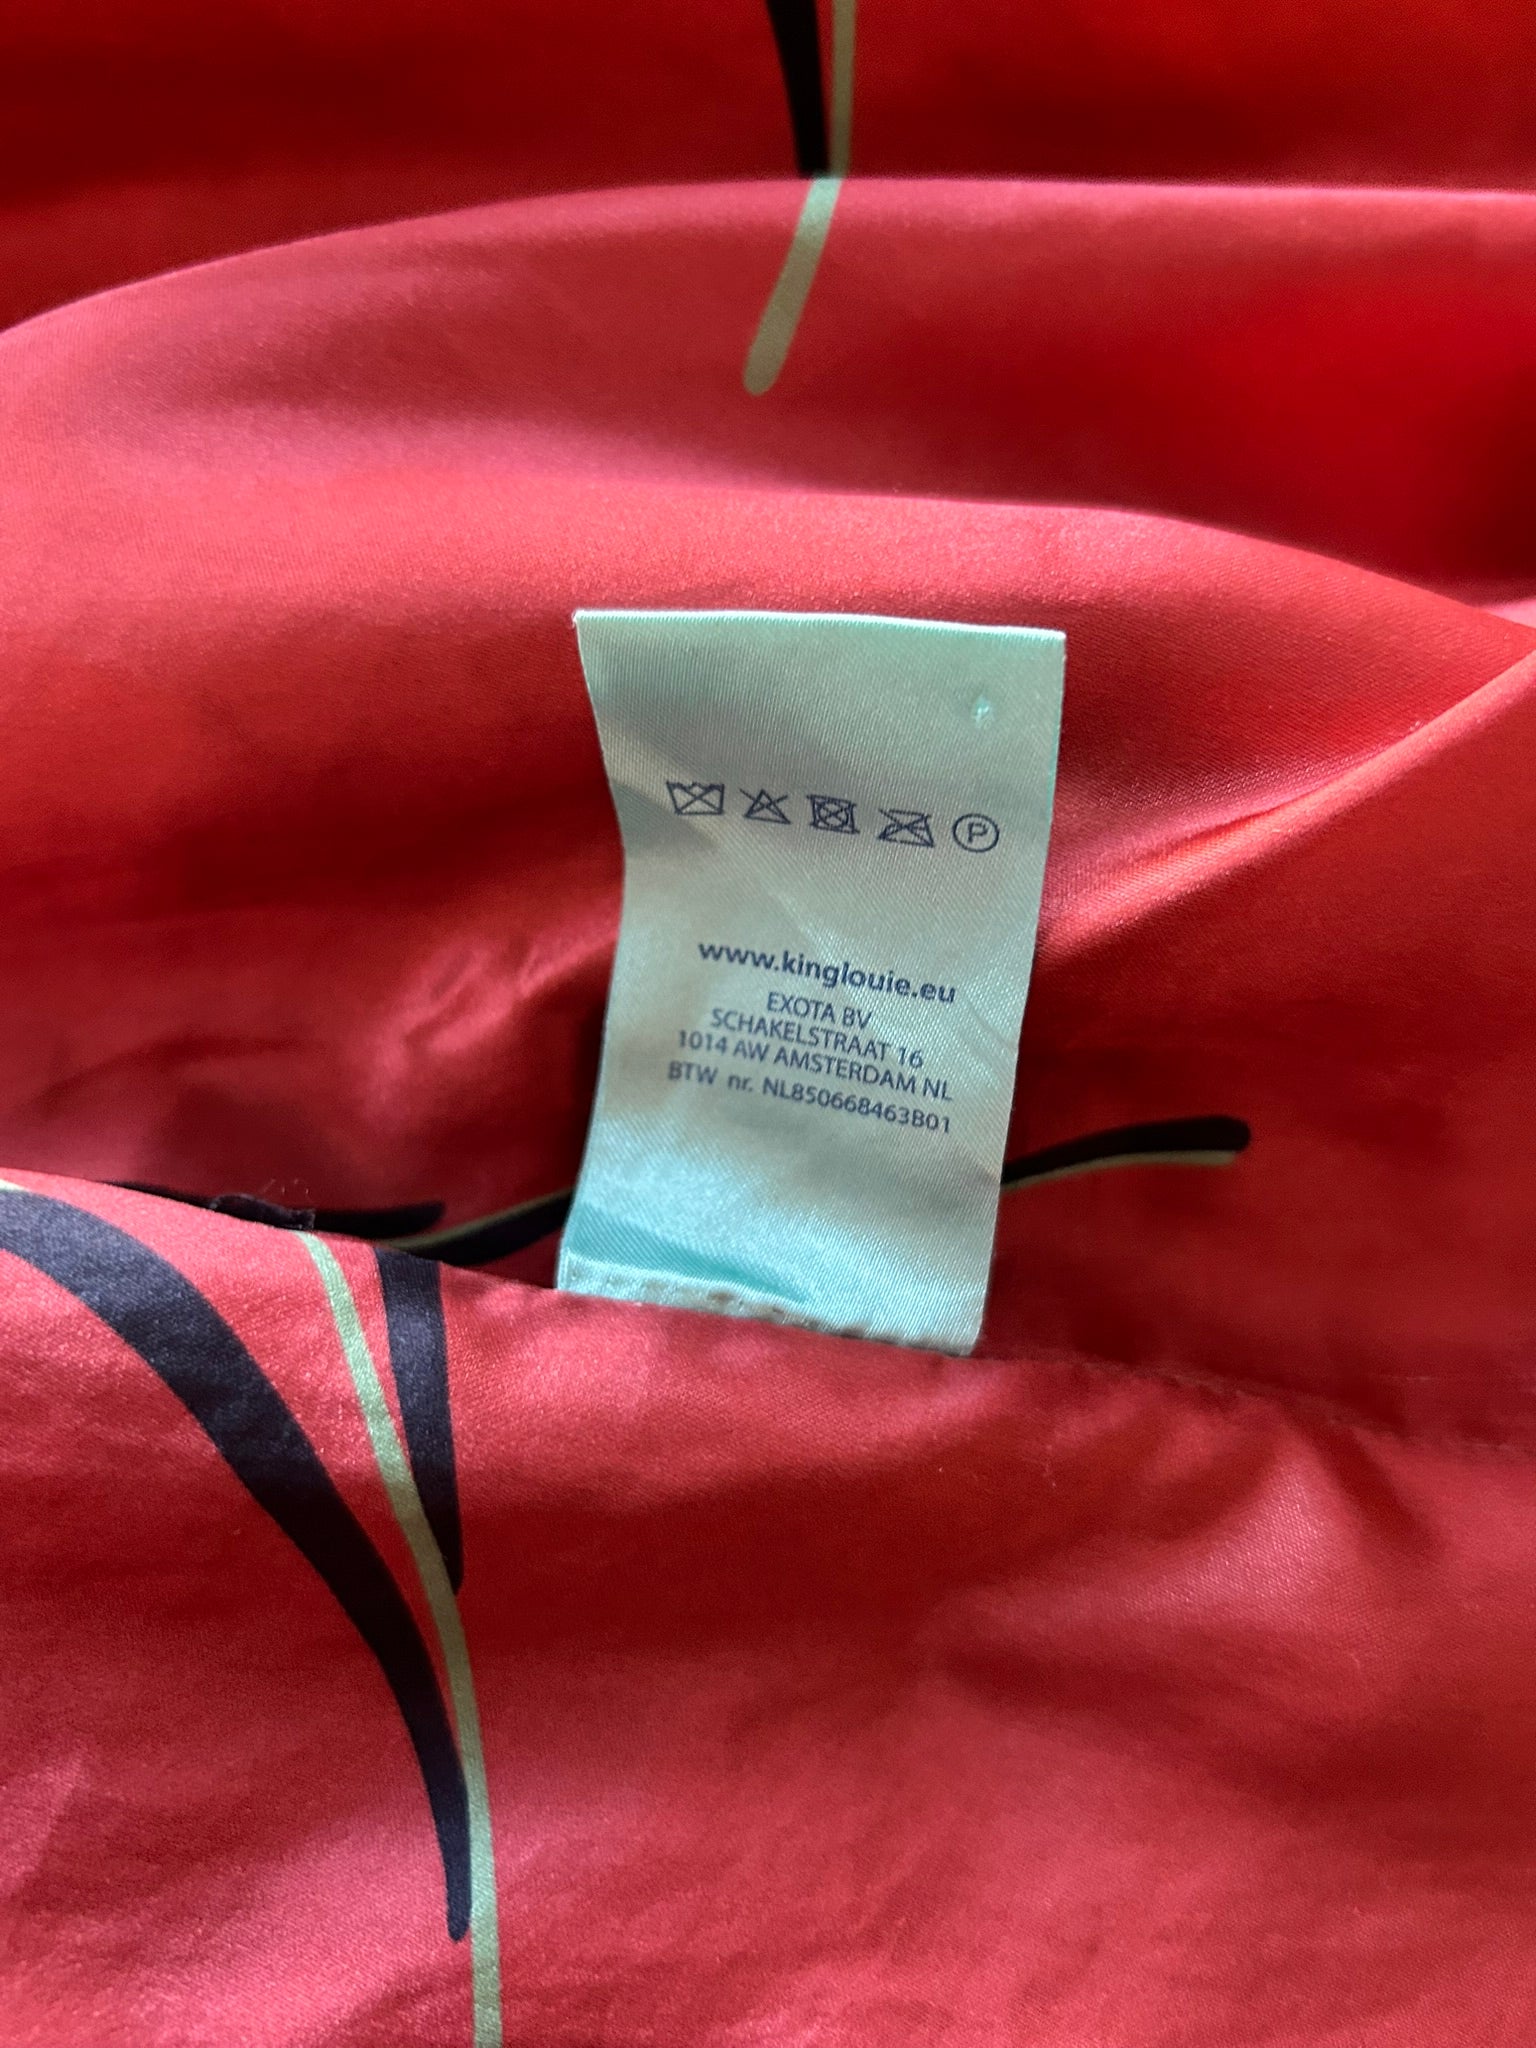 P
www.kinglouie.eu
EXOTA BV
SCHAKELSTRAAT 16
1014 AW AMSTERDAM NL
BTW nr. NL850668463B01